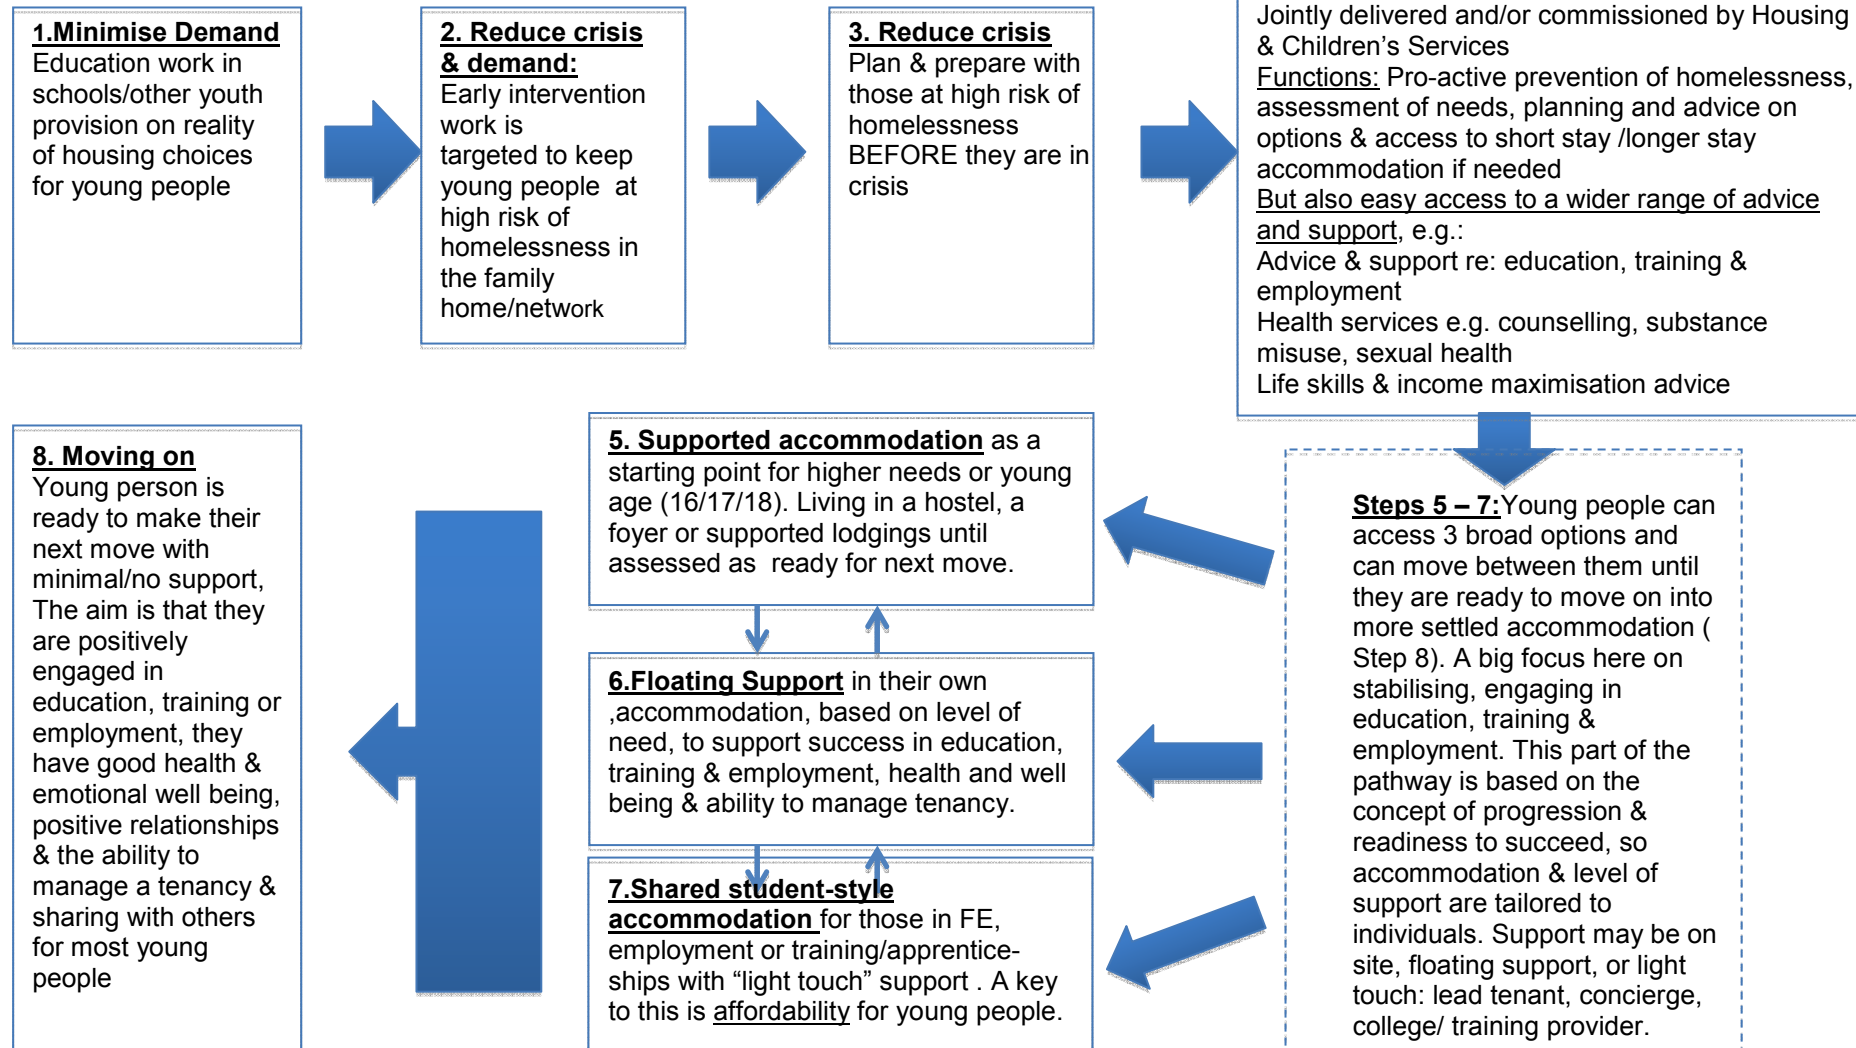 1.Minimise Demand
Education work in
schools/other youth
provision on reality
of housing choices
for young people
2. Reduce crisis
& demand:
Early intervention
work is
targeted to keep
young people at
high risk of
homelessness in
the family
home/network
3. Reduce crisis
Plan & prepare with
those at high risk of
homelessness
BEFORE they are in
crisis
Jointly delivered and/or commissioned by Housing
& Children's Services
Functions: Pro-active prevention of homelessness,
assessment of needs, planning and advice on
options & access to short stay /longer stay
accommodation if needed
But also easy access to a wider range of advice
and support, e.g.:
Advice & support re: education, training &
employment
Health services e.g. counselling, substance
misuse, sexual health
Life skills & income maximisation advice
Steps 5 – 7:Young people can
access 3 broad options and
can move between them until
they are ready to move on into
more settled accommodation (
Step 8). A big focus here on
stabilising, engaging in
education, training &
employment. This part of the
pathway is based on the
concept of progression &
readiness to succeed, so
accommodation & level of
support are tailored to
individuals. Support may be on
site, floating support, or light
touch: lead tenant, concierge,
college/ training provider.
5. Supported accommodation as a
starting point for higher needs or young
age (16/17/18). Living in a hostel, a
foyer or supported lodgings until
assessed as ready for next move.
6.Floating Support in their own
,accommodation, based on level of
need, to support success in education,
training & employment, health and well
being & ability to manage tenancy.
7.Shared student-style
accommodation for those in FE,
employment or training/apprentice-
ships with “light touch” support . A key
to this is affordability for young people.
8. Moving on
Young person is
ready to make their
next move with
minimal/no support,
The aim is that they
are positively
engaged in
education, training or
employment, they
have good health &
emotional well being,
positive relationships
& the ability to
manage a tenancy &
sharing with others
for most young
people